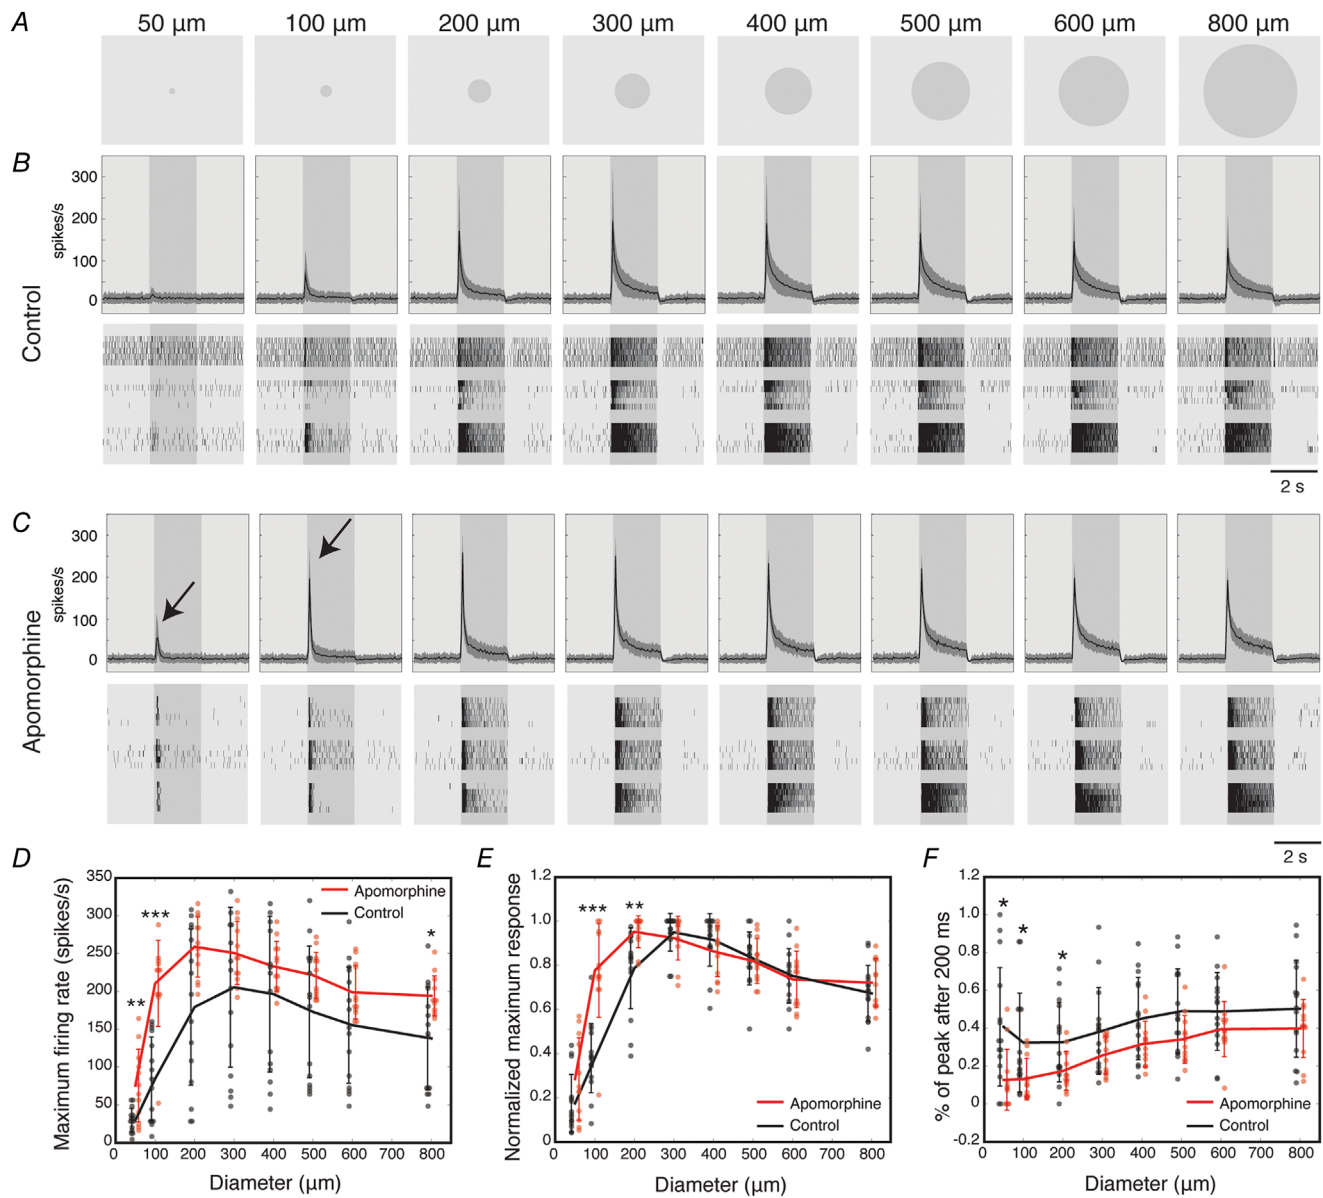 A 50 μm 100 μm 200 μm 300 μm 400 μm 500 μm 600 μm 800 μm
B
300
200
100
0
spikes/s
Control
2 s
C
300
200
100
0
spikes/s
Apomorphine
2 s
D
350
300
250
200
150
100
50
0
Maximum firing rate (spikes/s)
** *** *
Apomorphine
Control
100 200 300 400 500 600 700 800
Diameter (μm)
E
1.2
1.0
0.8
0.6
0.4
0.2
0
Normalized maximum response
*** **
Apomorphine
Control
0 100 200 300 400 500 600 700 800
Diameter (μm)
F
1.2
1.0
0.8
0.6
0.4
0.2
0
-0.2
% of peak after 200 ms
* * * 
Apomorphine
Control
0 100 200 300 400 500 600 700 800
Diameter (μm)